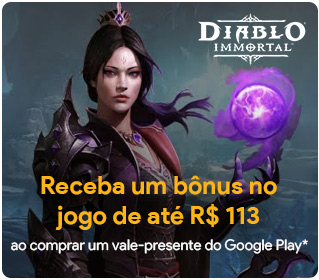 DIABLO
IMMORTAL
Receba um bônus no
jogo de até R$ 113
ao comprar um vale-presente do Google Play*